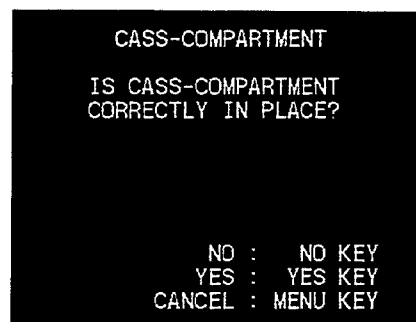 CASS-COMPARTMENT
IS CASS-COMPARTMENT
CORRECTLY IN PLACE?
NO : NO KEY
YES : YES KEY
CANCEL : MENU KEY